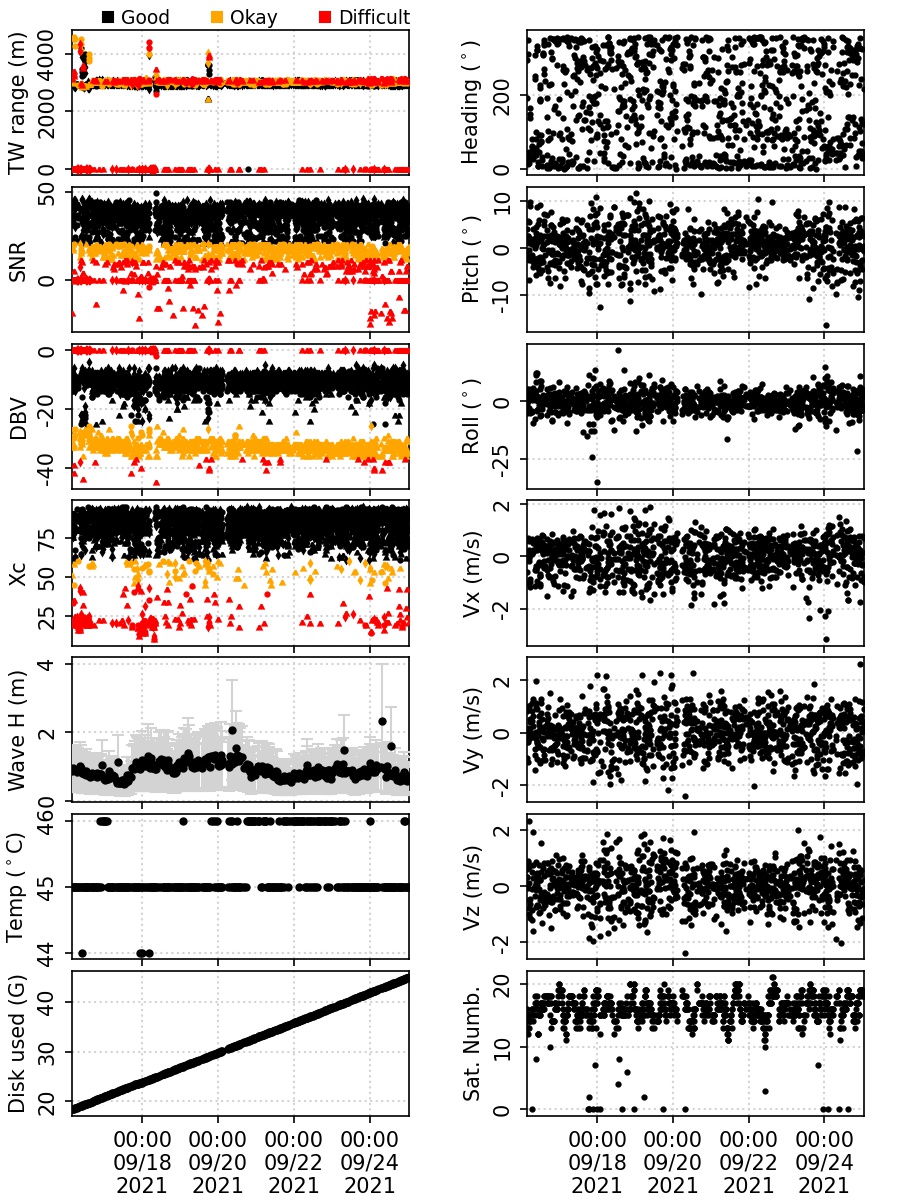 Good Okay Difficult
TW range (m)
4000
2000
0
SNR
50
0
DBV
0
-20
-40
Xc
75
50
25
Wave H (m)
4
2
0
Temp (°C)
46
45
44
Disk used (G)
40
30
20
00:00 00:00 00:00 00:00
09/18 09/20 09/22 09/24
2021 2021 2021 2021
Heading (°)
200
0
Pitch (°)
10
0
-10
Roll (°)
0
-25
Vx (m/s)
2
0
-2
Vy (m/s)
2
0
-2
Vz (m/s)
2
0
-2
Sat. Numb.
20
10
0
00:00 00:00 00:00 00:00
09/18 09/20 09/22 09/24
2021 2021 2021 2021